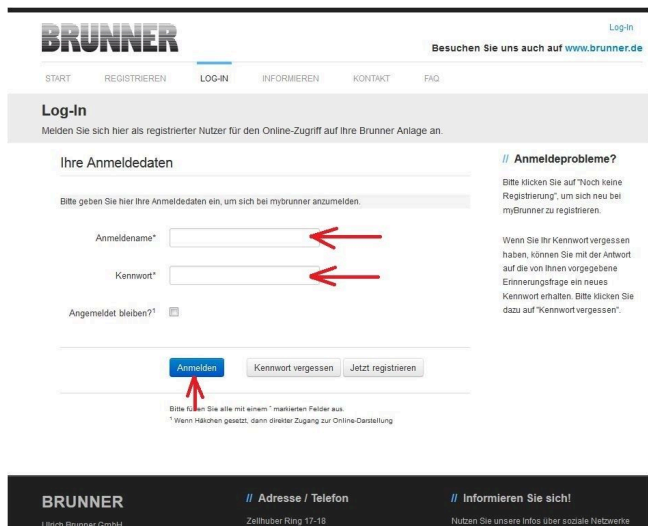 Log-In
BRUNNER
Besuchen Sie uns auch auf www.brunner.de
START REGISTRIEREN LOG-IN INFORMIEREN KONTAKT FAQ
Log-In
Melden Sie sich hier als registrierter Nutzer für den Online-Zugriff auf Ihre Brunner Anlage an.
Ihre Anmeldedaten
Bitte geben Sie hier Ihre Anmeldedaten ein, um sich bei mybrunner anzumelden.
Anmeldename*
Kennwort*
Angemeldet bleiben?¹
Anmelden Kennwort vergessen Jetzt registrieren
Bitte füllen Sie alle mit einem * markierten Felder aus.
¹ Wenn Häkchen gesetzt, dann direkter Zugang zur Online-Darstellung
// Anmeldeprobleme?
Bitte klicken Sie auf "Noch keine
Registrierung", um sich neu bei
myBrunner zu registrieren.
Wenn Sie Ihr Kennwort vergessen
haben, können Sie mit der Antwort
auf die von Ihnen vorgegebene
Erinnerungsfrage ein neues
Kennwort erhalten. Bitte klicken Sie
dazu auf "Kennwort vergessen".
BRUNNER
Ulrich Brunner GmbH
// Adresse / Telefon
Zellhuber Ring 17-18
// Informieren Sie sich!
Nutzen Sie unsere Infos über soziale Netzwerke